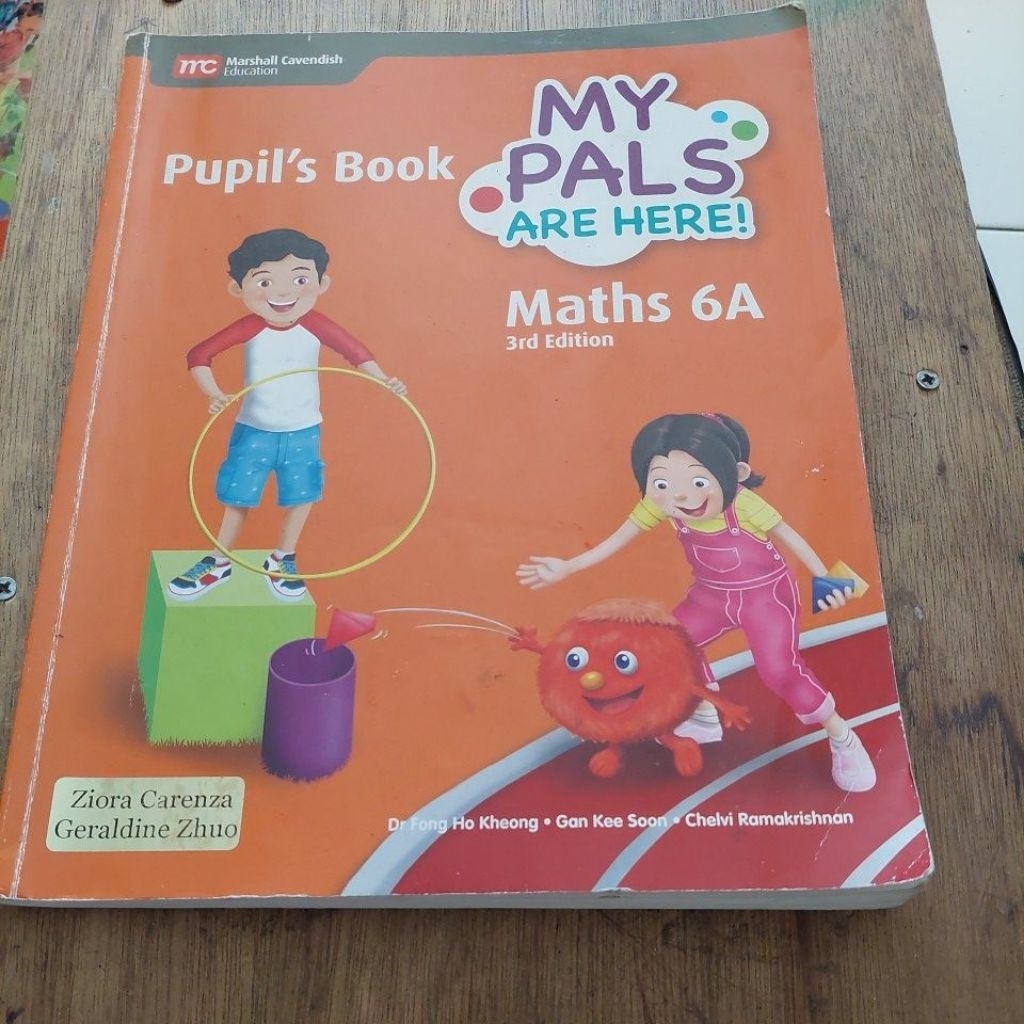 mc Marshall Cavendish
Education
MY
PALS
ARE HERE!
Pupil's Book
Maths 6A
3rd Edition
Ziora Carenza
Geraldine Zhuo
Dr Fong Ho Kheong • Gan Kee Soon • Chelvi Ramakrishnan